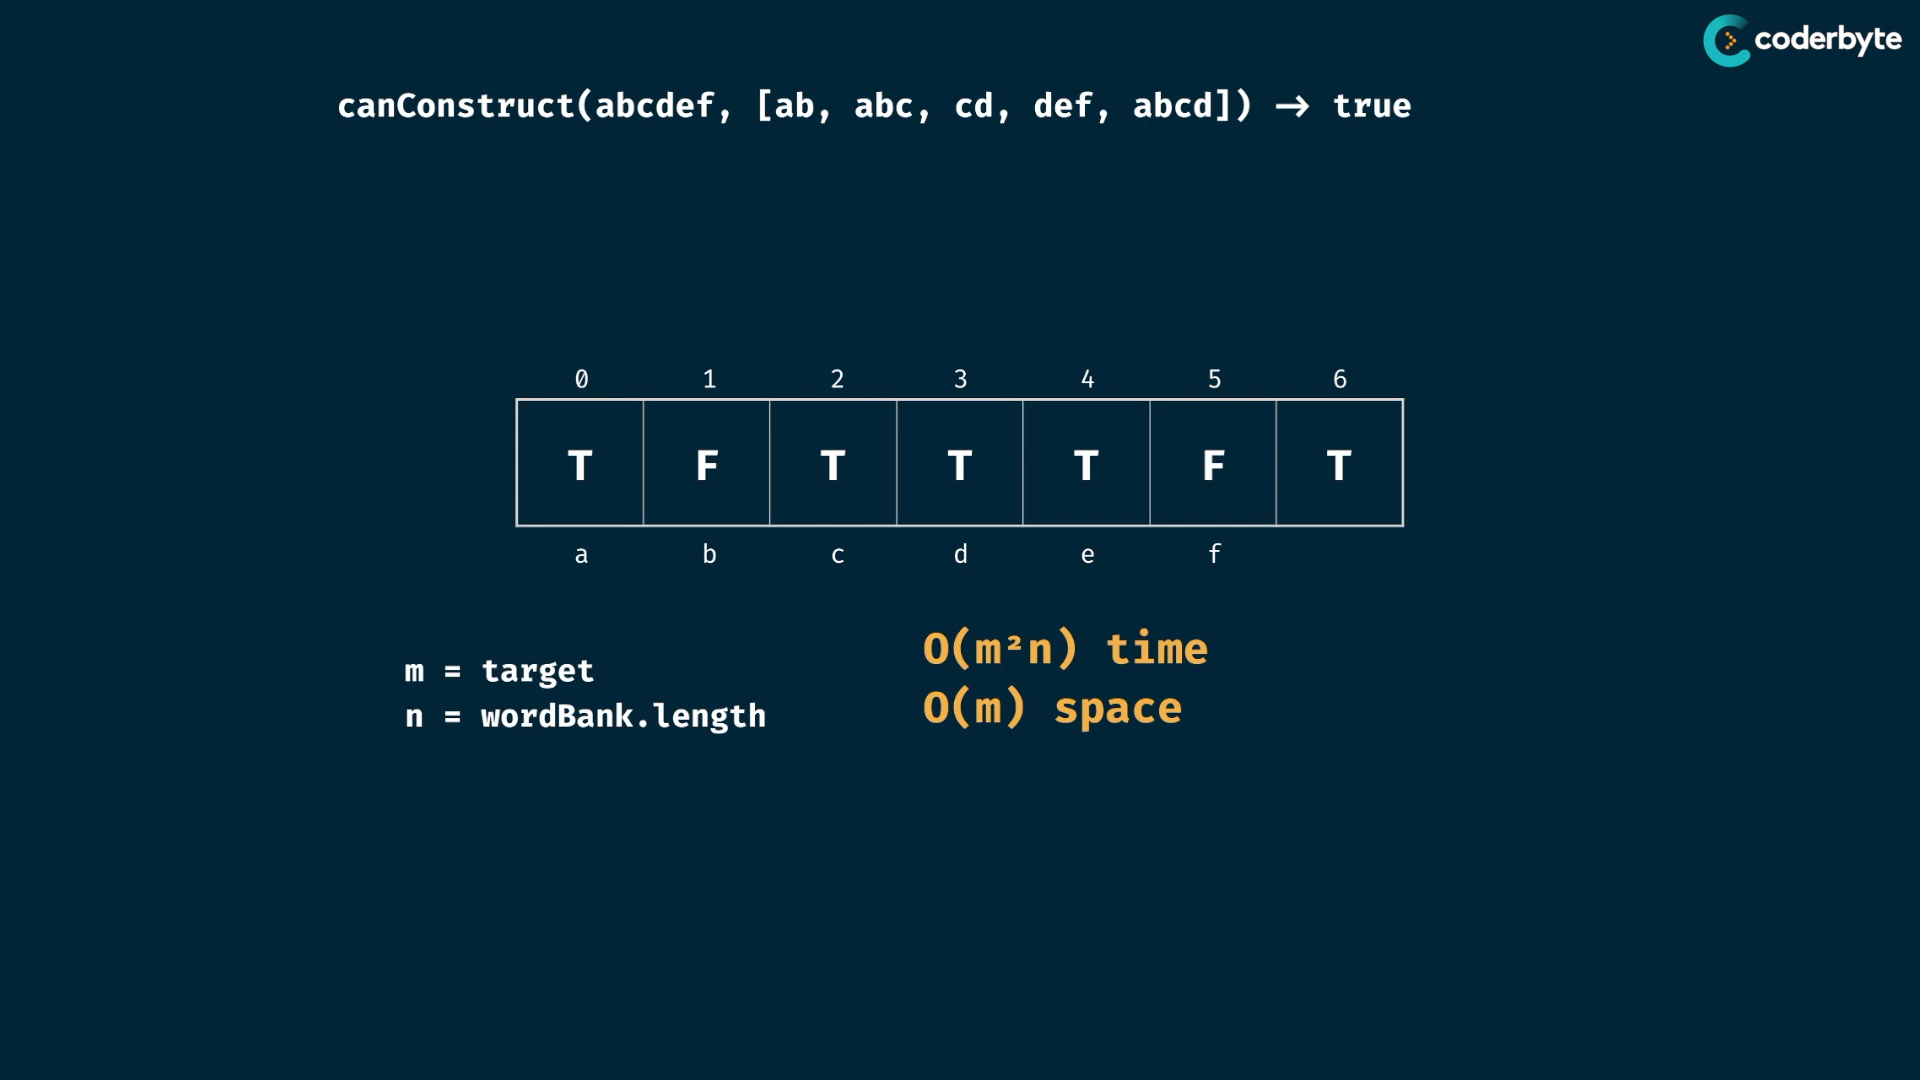 coderbyte
canConstruct(abcdef, [ab, abc, cd, def, abcd]) → true
0 1 2 3 4 5 6
T F T T T F T
a b c d e f
m = target
n = wordBank.length
O(m²n) time
O(m) space